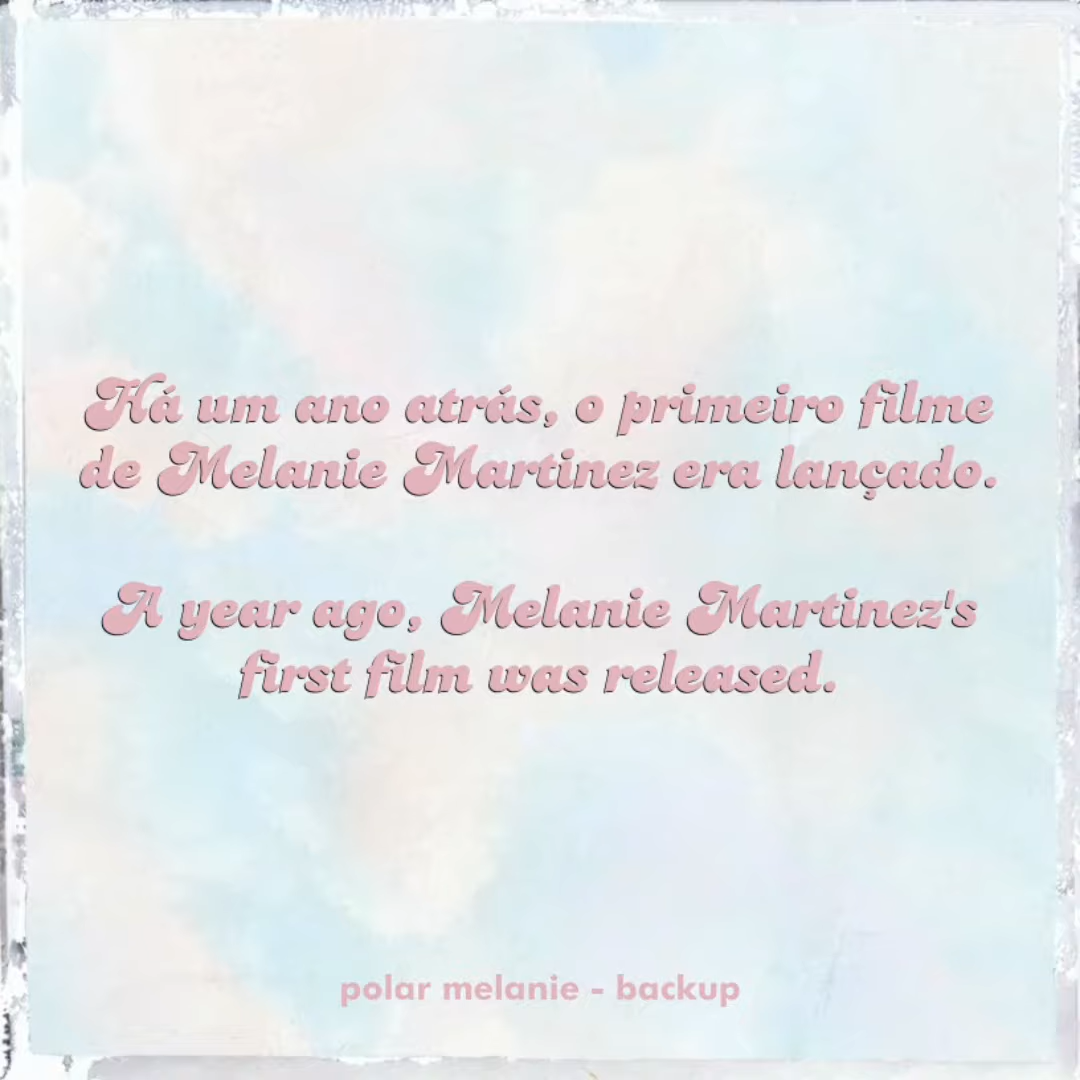 Há um ano atrás, o primeiro filme
de Melanie Martinez era lançado.
A year ago, Melanie Martinez's
first film was released.
polar melanie - backup